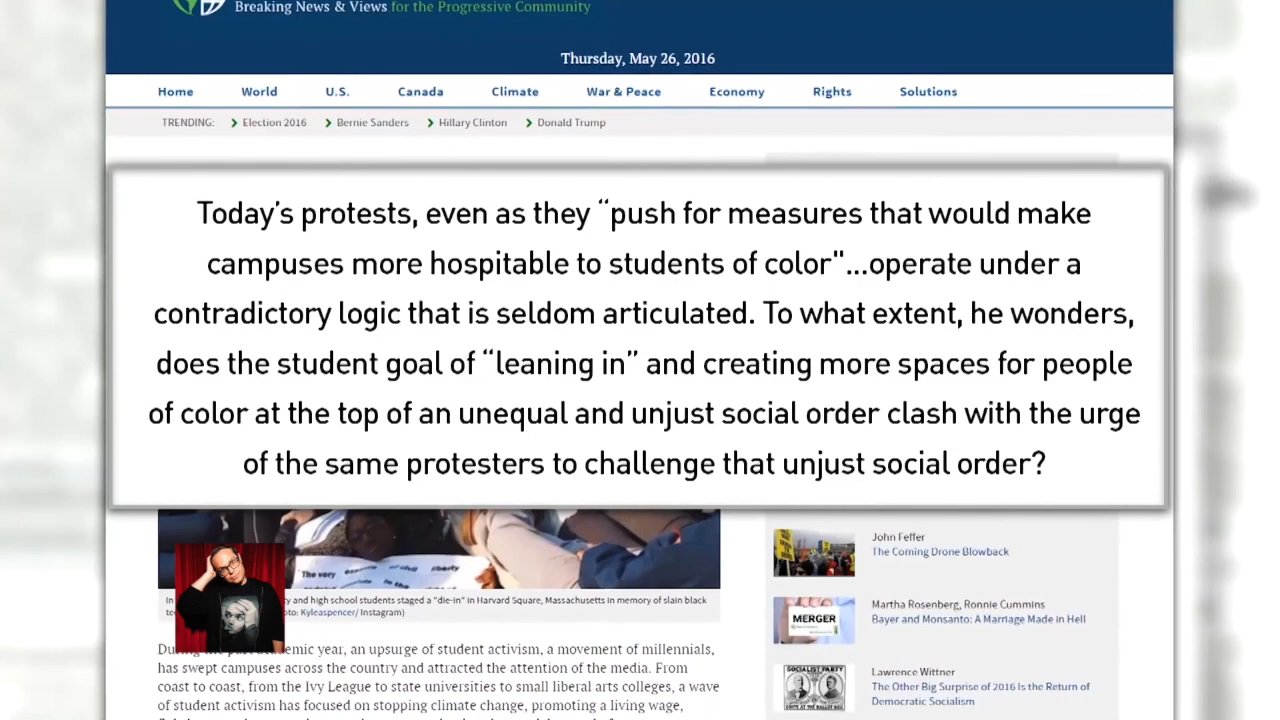 Breaking News & Views for the Progressive Community
Thursday, May 26, 2016
Home World U.S. Canada Climate War & Peace Economy Rights Solutions
TRENDING: Election 2016 Bernie Sanders Hillary Clinton Donald Trump
Today's protests, even as they “push for measures that would make
campuses more hospitable to students of color"...operate under a
contradictory logic that is seldom articulated. To what extent, he wonders,
does the student goal of “leaning in” and creating more spaces for people
of color at the top of an unequal and unjust social order clash with the urge
of the same protesters to challenge that unjust social order?
The very
liberty
in the
In
y and high school students staged a “die-in” in Harvard Square, Massachusetts in memory of slain black
Kyleaspencer/ Instagram)
emic year, an upsurge of student activism, a movement of millennials,
has swept campuses across the country and attracted the attention of the media. From
coast to coast, from the Ivy League to state universities to small liberal arts colleges, a wave
of student activism has focused on stopping climate change, promoting a living wage,
John Feffer
The Coming Drone Blowback
MERGER
Martha Rosenberg, Ronnie Cummins
Bayer and Monsanto: A Marriage Made in Hell
SOCIALIST PARTY
Lawrence Wittner
The Other Big Surprise of 2016 Is the Return of
Democratic Socialism